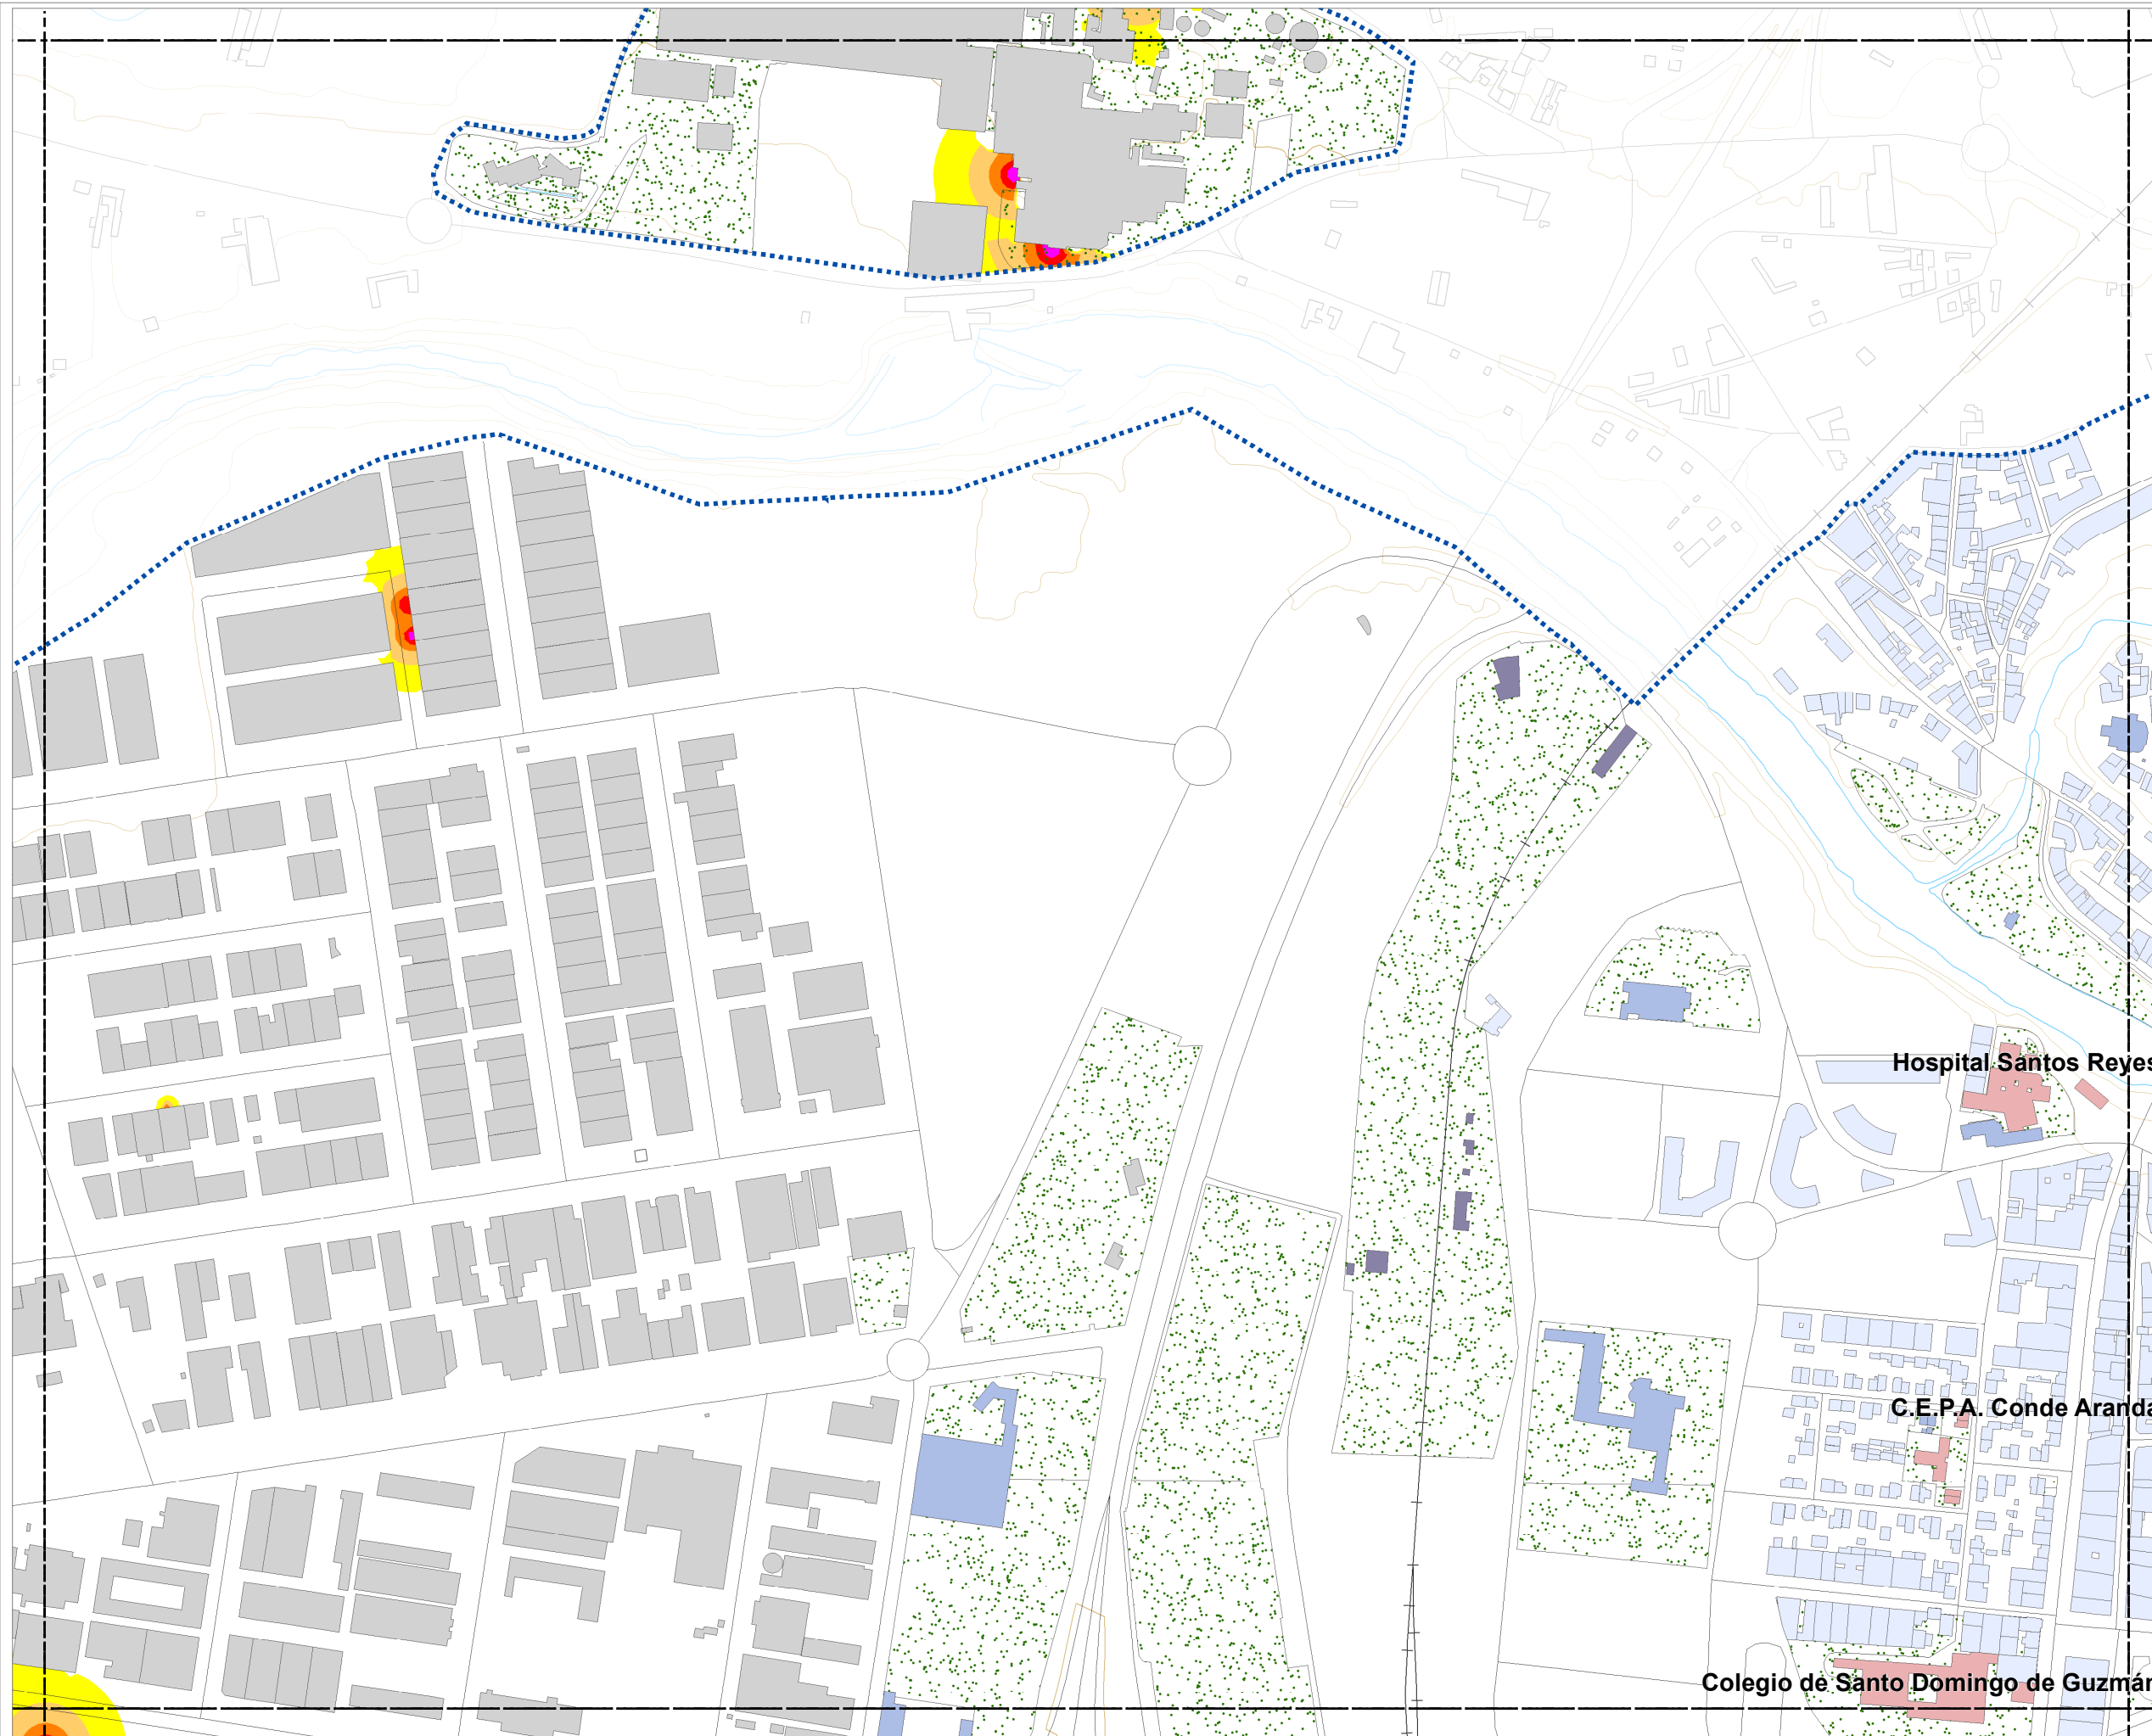 Hospital Santos Reyes
C.E.P.A. Conde Aranda
Colegio de Santo Domingo de Guzmán